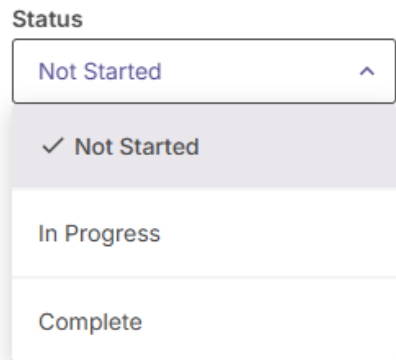 Status
Not Started
Not Started
In Progress
Complete